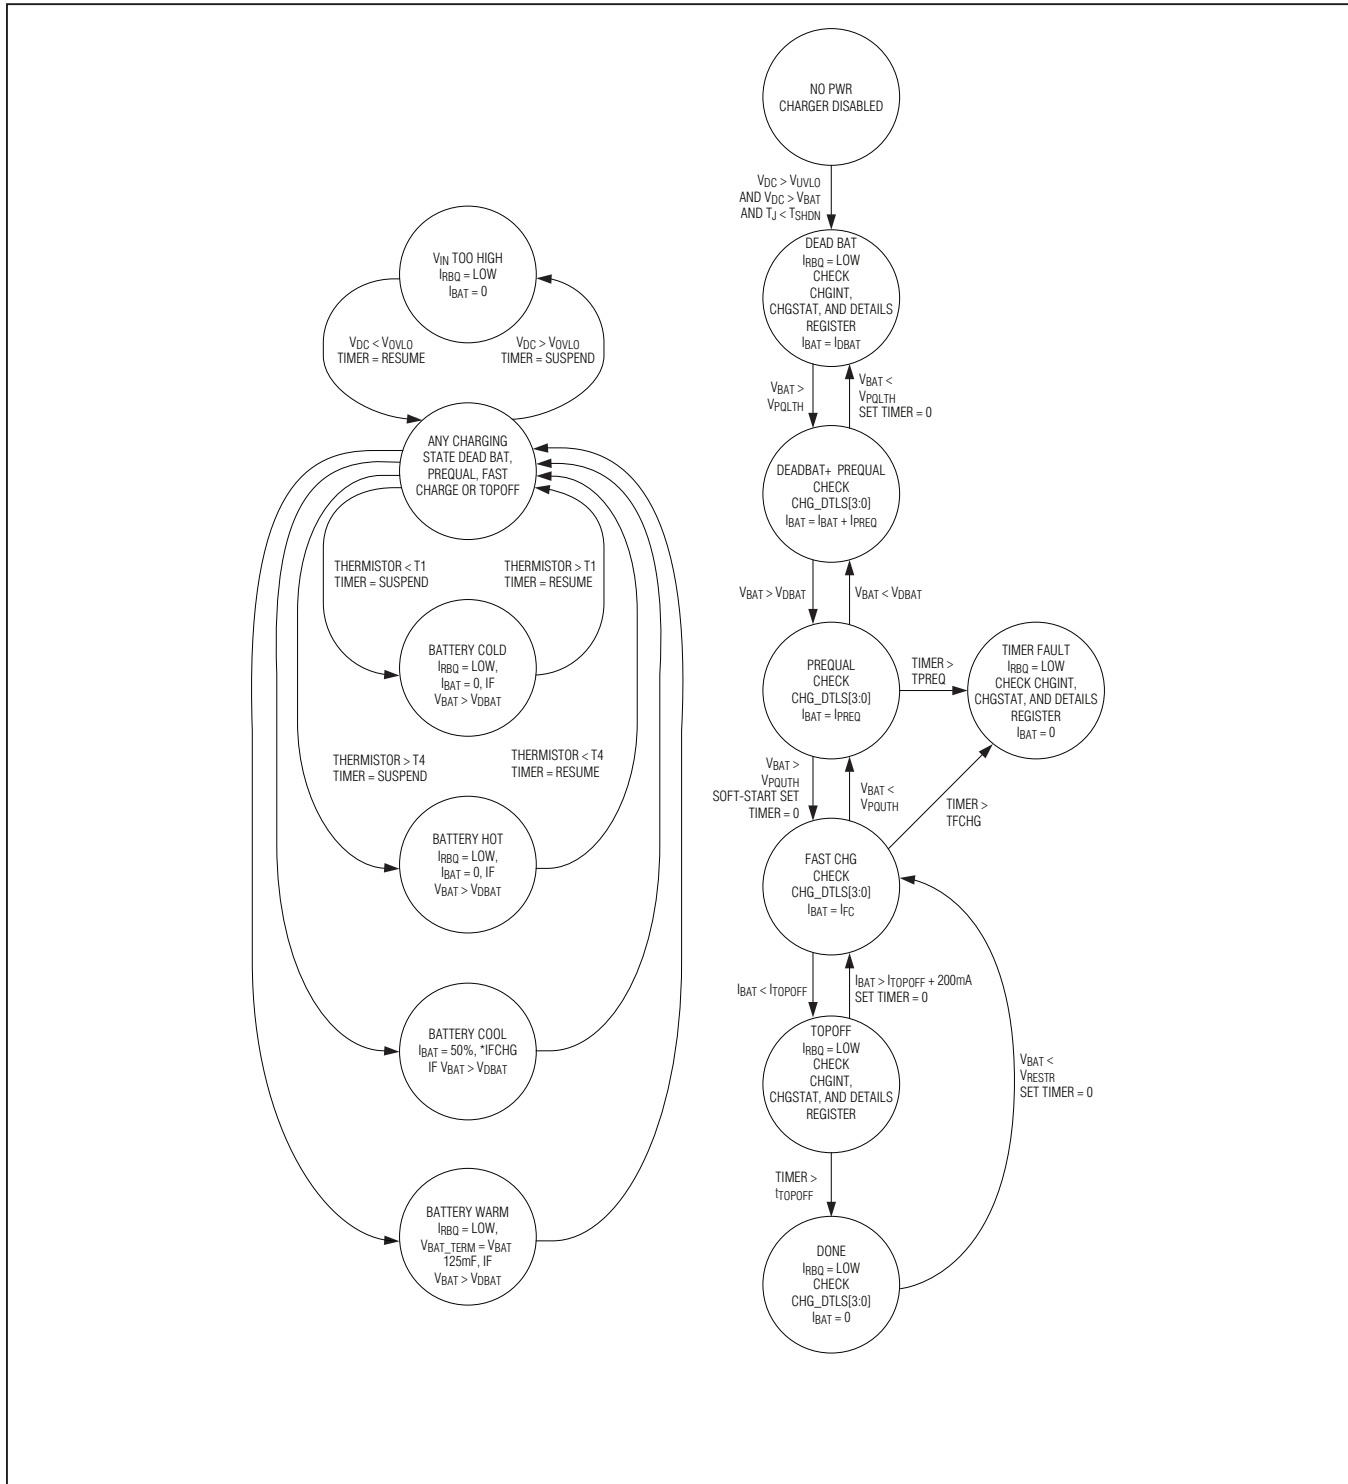 NO PWR
CHARGER DISABLED
VDC > VUVLO
AND VDC > VBAT
AND TJ < TSHDN
DEAD BAT
IRBQ = LOW
CHECK
CHGINT,
CHGSTAT, AND DETAILS
REGISTER
IBAT = IDBAT
VBAT >
VPQLTH
VBAT <
VPQLTH
SET TIMER = 0
DEADBAT+ PREQUAL
CHECK
CHG_DTLS[3:0]
IBAT = IBAT + IPREQ
VBAT > VDBAT
VBAT < VDBAT
PREQUAL
CHECK
CHG_DTLS[3:0]
IBAT = IPREQ
TIMER >
TPREQ
TIMER FAULT
IRBQ = LOW
CHECK CHGINT,
CHGSTAT, AND DETAILS
REGISTER
IBAT = 0
VBAT >
VPQUTH
SOFT-START SET
TIMER = 0
VBAT <
VPQUTH
TIMER >
TFCHG
FAST CHG
CHECK
CHG_DTLS[3:0]
IBAT = IFC
IBAT < ITOPOFF
IBAT > ITOPOFF + 200mA
SET TIMER = 0
TOPOFF
IRBQ = LOW
CHECK
CHGINT,
CHGSTAT, AND DETAILS
REGISTER
VBAT <
VRESTR
SET TIMER = 0
TIMER >
tTOPOFF
DONE
IRBQ = LOW
CHECK
CHG_DTLS[3:0]
IBAT = 0
VIN TOO HIGH
IRBQ = LOW
IBAT = 0
VDC < VOVLO
TIMER = RESUME
VDC > VOVLO
TIMER = SUSPEND
ANY CHARGING
STATE DEAD BAT,
PREQUAL, FAST
CHARGE OR TOPOFF
THERMISTOR < T1
TIMER = SUSPEND
THERMISTOR > T1
TIMER = RESUME
BATTERY COLD
IRBQ = LOW,
IBAT = 0, IF
VBAT > VDBAT
THERMISTOR > T4
TIMER = SUSPEND
THERMISTOR < T4
TIMER = RESUME
BATTERY HOT
IRBQ = LOW,
IBAT = 0, IF
VBAT > VDBAT
BATTERY COOL
IBAT = 50%, *IFCHG
IF VBAT > VDBAT
BATTERY WARM
IRBQ = LOW,
VBAT_TERM = VBAT
125mF, IF
VBAT > VDBAT